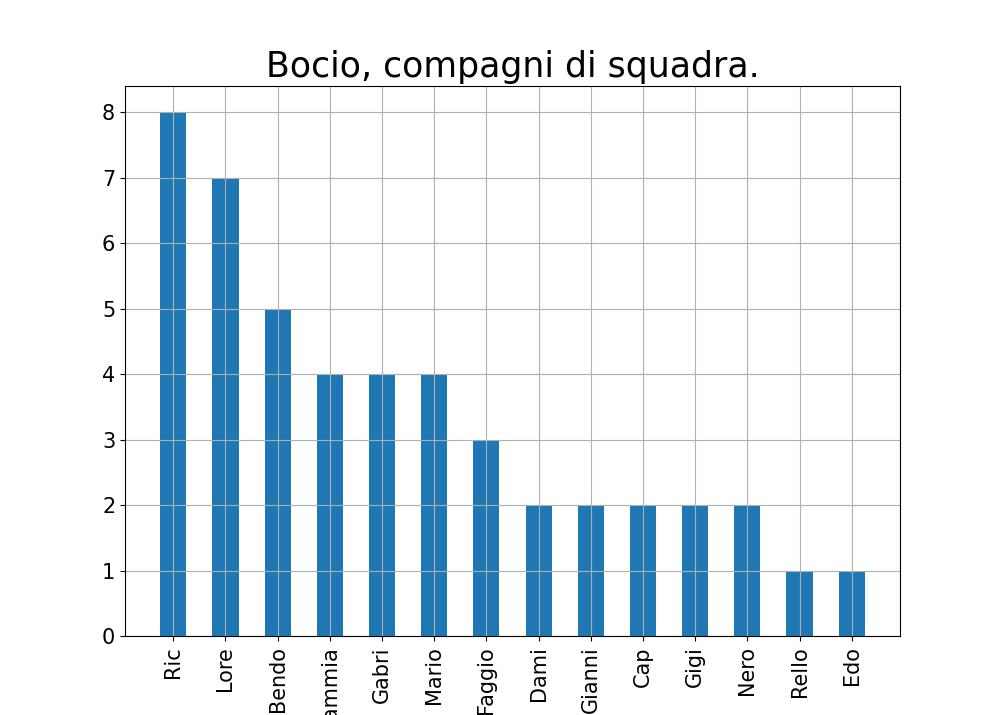 Bocio, compagni di squadra.
8
7
6
5
4
3
2
1
0
Ric
Lore
Bendo
Gabri
Mario
Faggio
Dami
Gianni
Cap
Gigi
Nero
Rello
Edo